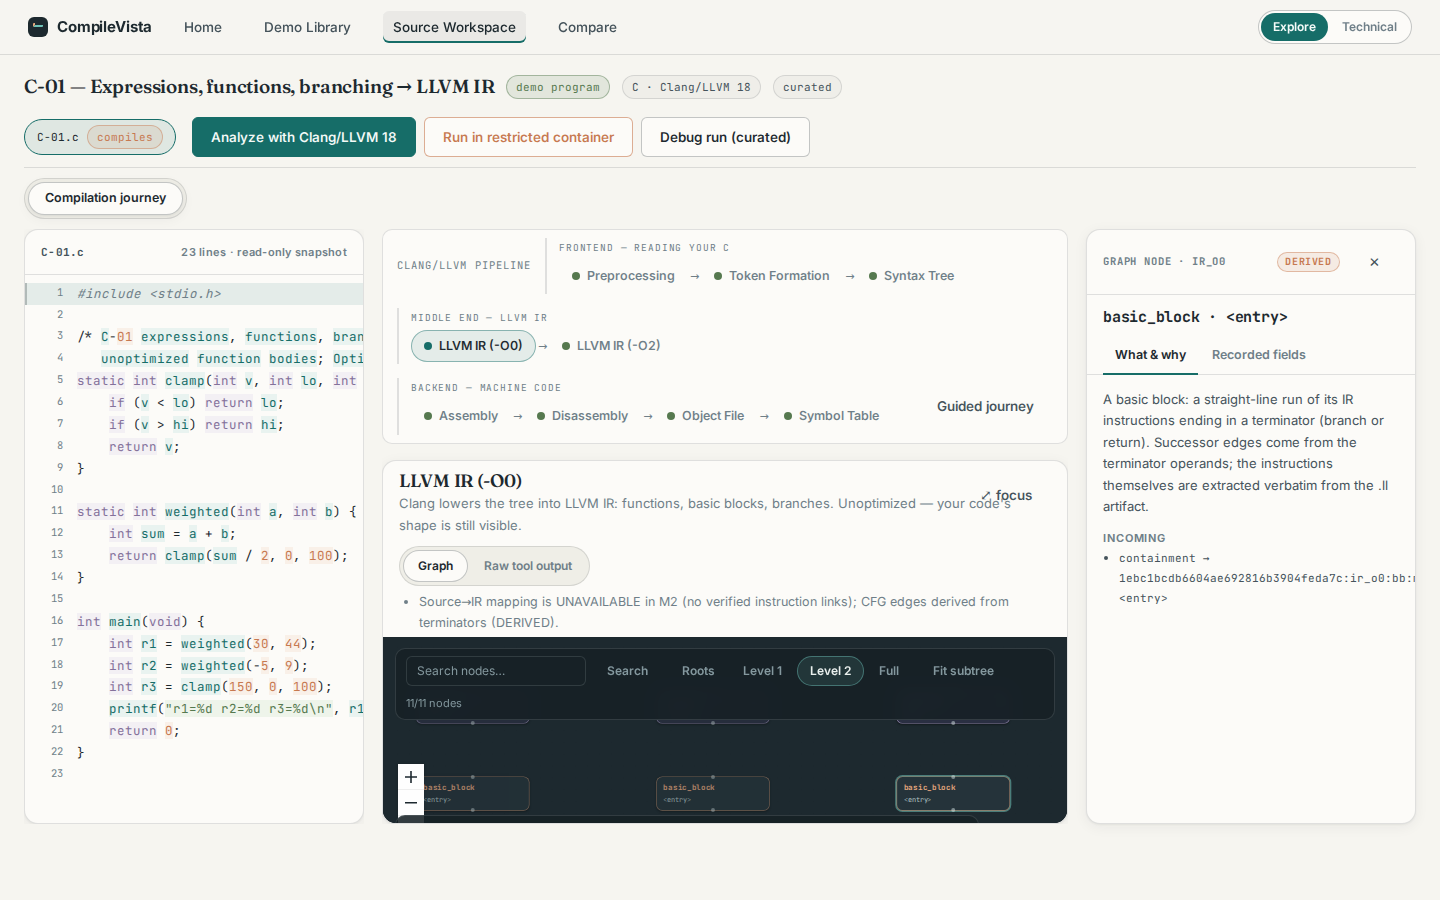 CompileVista
Home
Demo Library
Source Workspace
Compare
Explore
Technical
C-01 — Expressions, functions, branching → LLVM IR
demo program
C · Clang/LLVM 18
curated
C-01.c
compiles
Analyze with Clang/LLVM 18
Run in restricted container
Debug run (curated)
Compilation journey
C-01.c
23 lines · read-only snapshot
1 #include <stdio.h>
2
3 /* C-01 expressions, functions, bran
4 unoptimized function bodies; Opti
5 static int clamp(int v, int lo, int
6 if (v < lo) return lo;
7 if (v > hi) return hi;
8 return v;
9 }
10
11 static int weighted(int a, int b) {
12 int sum = a + b;
13 return clamp(sum / 2, 0, 100);
14 }
15
16 int main(void) {
17 int r1 = weighted(30, 44);
18 int r2 = weighted(-5, 9);
19 int r3 = clamp(150, 0, 100);
20 printf("r1=%d r2=%d r3=%d\n", r1
21 return 0;
22 }
23
CLANG/LLVM PIPELINE
FRONTEND — READING YOUR C
Preprocessing → Token Formation → Syntax Tree
MIDDLE END — LLVM IR
LLVM IR (-O0) → LLVM IR (-O2)
BACKEND — MACHINE CODE
Assembly → Disassembly → Object File → Symbol Table
Guided journey
LLVM IR (-O0)
⤢ focus
Clang lowers the tree into LLVM IR: functions, basic blocks, branches. Unoptimized — your code's
shape is still visible.
Graph
Raw tool output
• Source→IR mapping is UNAVAILABLE in M2 (no verified instruction links); CFG edges derived from
terminators (DERIVED).
Search nodes...
Search
Roots
Level 1
Level 2
Full
Fit subtree
11/11 nodes
+
−
basic_block
<entry>
basic_block
<entry>
basic_block
<entry>
GRAPH NODE · IR_O0
DERIVED
×
basic_block · <entry>
What & why
Recorded fields
A basic block: a straight-line run of its IR
instructions ending in a terminator (branch or
return). Successor edges come from the
terminator operands; the instructions
themselves are extracted verbatim from the .ll
artifact.
INCOMING
• containment →
1ebc1bcdb6604ae692816b3904feda7c:ir_o0:bb:
<entry>